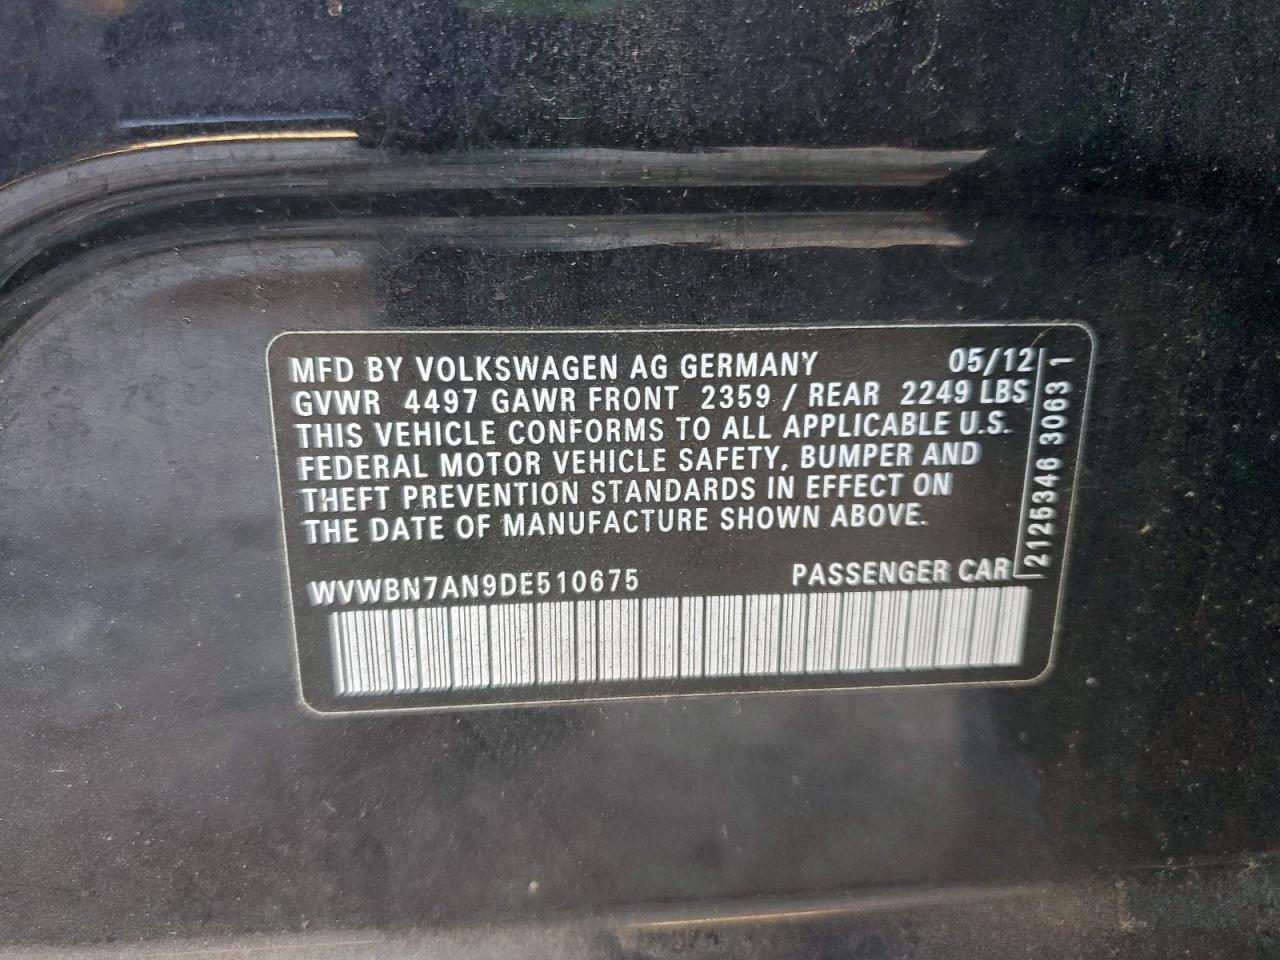 MFD BY VOLKSWAGEN AG GERMANY 05/12
GVWR 4497 GAWR FRONT 2359 / REAR 2249 LBS
THIS VEHICLE CONFORMS TO ALL APPLICABLE U.S.
FEDERAL MOTOR VEHICLE SAFETY, BUMPER AND
THEFT PREVENTION STANDARDS IN EFFECT ON
THE DATE OF MANUFACTURE SHOWN ABOVE.
WVWBN7AN9DE510675 PASSENGER CAR
2125346 3063 1